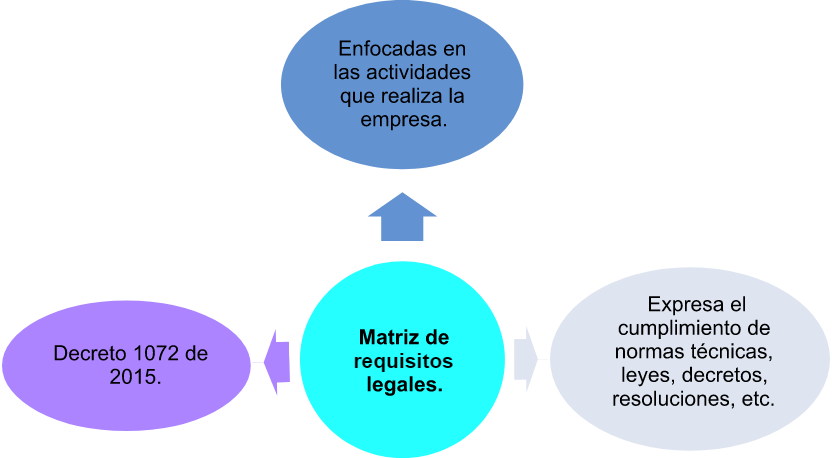 Enfocadas en
las actividades
que realiza la
empresa.
Matriz de
requisitos
legales.
Decreto 1072 de
2015.
Expresa el
cumplimiento de
normas técnicas,
leyes, decretos,
resoluciones, etc.